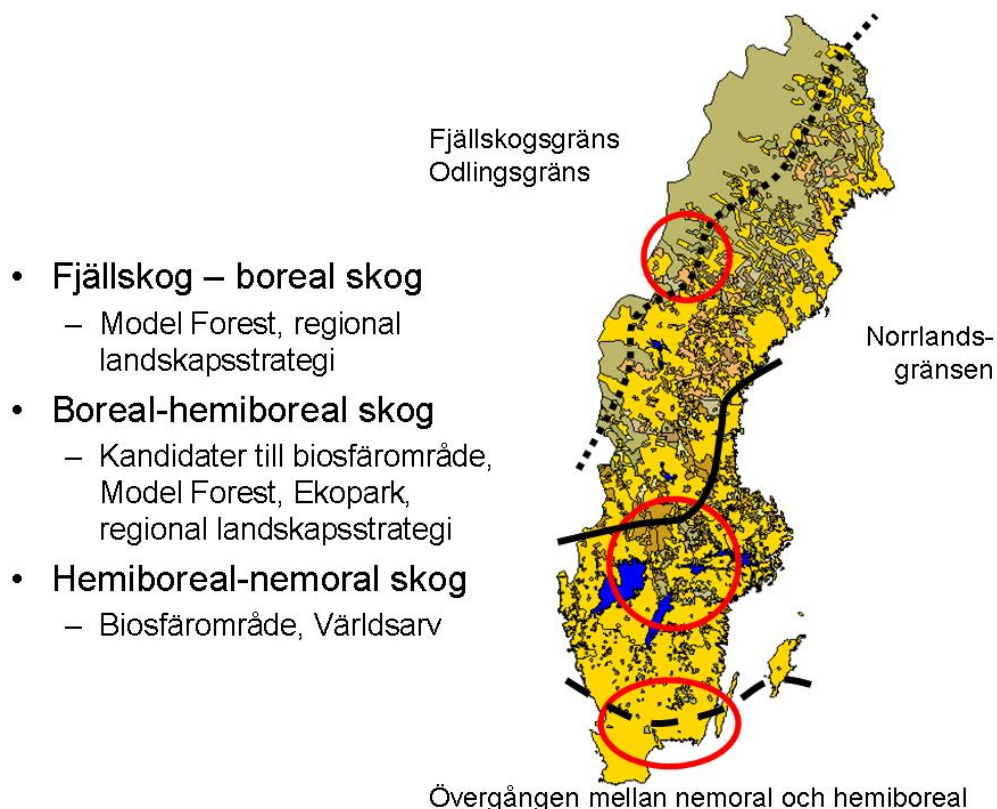 Fjällskogsgräns
Odlingsgräns
• Fjällskog – boreal skog
– Model Forest, regional
landskapsstrategi
• Boreal-hemiboreal skog
– Kandidater till biosfärområde,
Model Forest, Ekopark,
regional landskapsstrategi
• Hemiboreal-nemoral skog
– Biosfärområde, Världsarv
Norrlands-
gränsen
Övergången mellan nemoral och hemiboreal